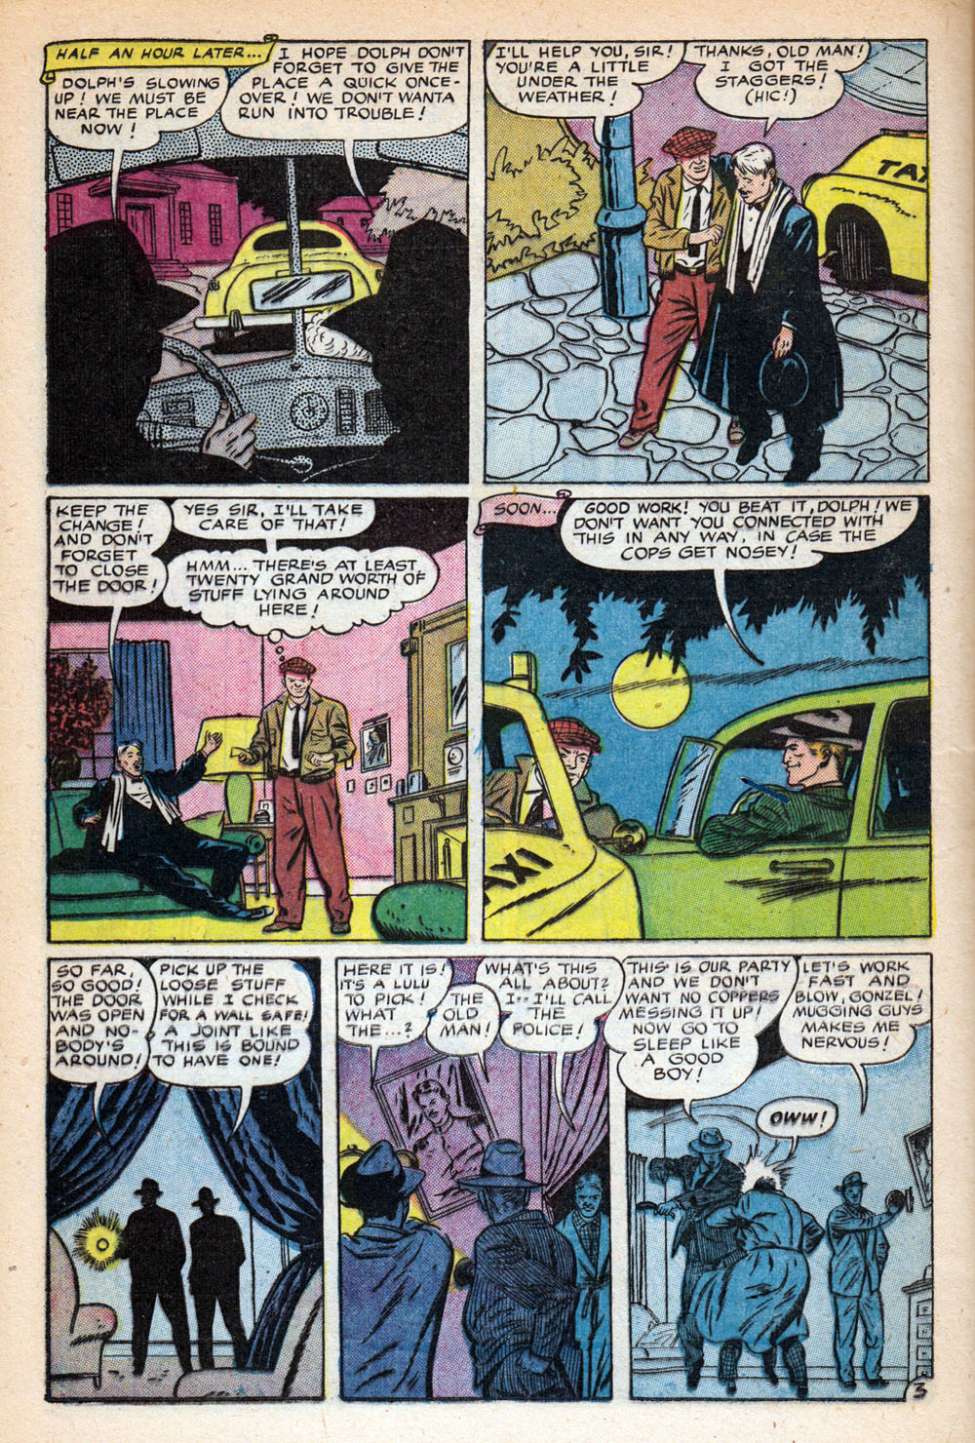 HALF AN HOUR LATER...
DOLPH'S SLOWING
UP! WE MUST BE
NEAR THE PLACE
NOW!
I HOPE DOLPH DON'T
FORGET TO GIVE THE
PLACE A QUICK ONCE-
OVER! WE DON'T WANTA
RUN INTO TROUBLE!
I'LL HELP YOU, SIR!
YOU'RE A LITTLE
UNDER THE
WEATHER!
THANKS, OLD MAN!
I GOT THE
STAGGERS!
(HIC!)
TAX
KEEP THE
CHANGE!
AND DON'T
FORGET
TO CLOSE
THE DOOR!
YES SIR, I'LL TAKE
CARE OF THAT!
HMM... THERE'S AT LEAST
TWENTY GRAND WORTH OF
STUFF LYING AROUND
HERE!
SOON...
GOOD WORK! YOU BEAT IT, DOLPH! WE
DON'T WANT YOU CONNECTED WITH
THIS IN ANY WAY, IN CASE THE
COPS GET NOSEY!
AXI
SO FAR,
SO GOOD!
THE DOOR
WAS OPEN
AND NO-
BODY'S
AROUND!
PICK UP THE
LOOSE STUFF
WHILE I CHECK
FOR A WALL SAFE!
A JOINT LIKE
THIS IS BOUND
TO HAVE ONE!
HERE IT IS!
IT'S A LULU
TO PICK!
WHAT
THE...?
THE
OLD
MAN!
WHAT'S THIS
ALL ABOUT?
I-- I'LL CALL
THE
POLICE!
THIS IS OUR PARTY
AND WE DON'T
WANT NO COPPERS
MESSING IT UP!
NOW GO TO
SLEEP LIKE
A GOOD
BOY!
LET'S WORK
FAST AND
BLOW, GONZEL!
MUGGING GUYS
MAKES ME
NERVOUS!
OWW!
3